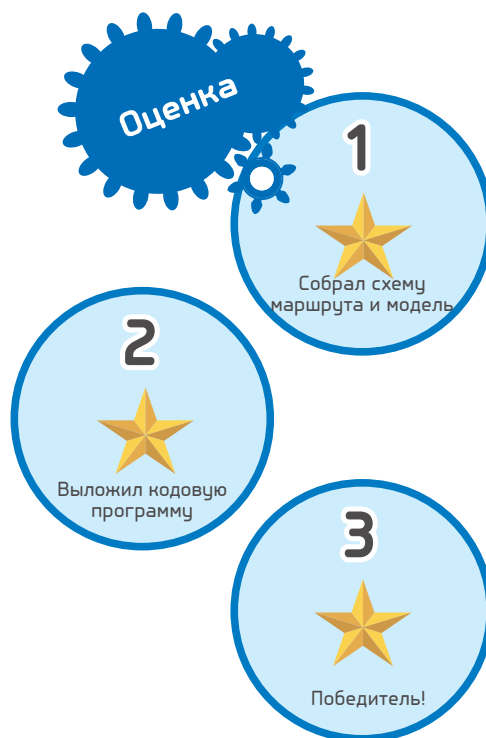 Оценка
1
Собрал схему
маршрута и модель
2
Выложил кодовую
программу
3
Победитель!